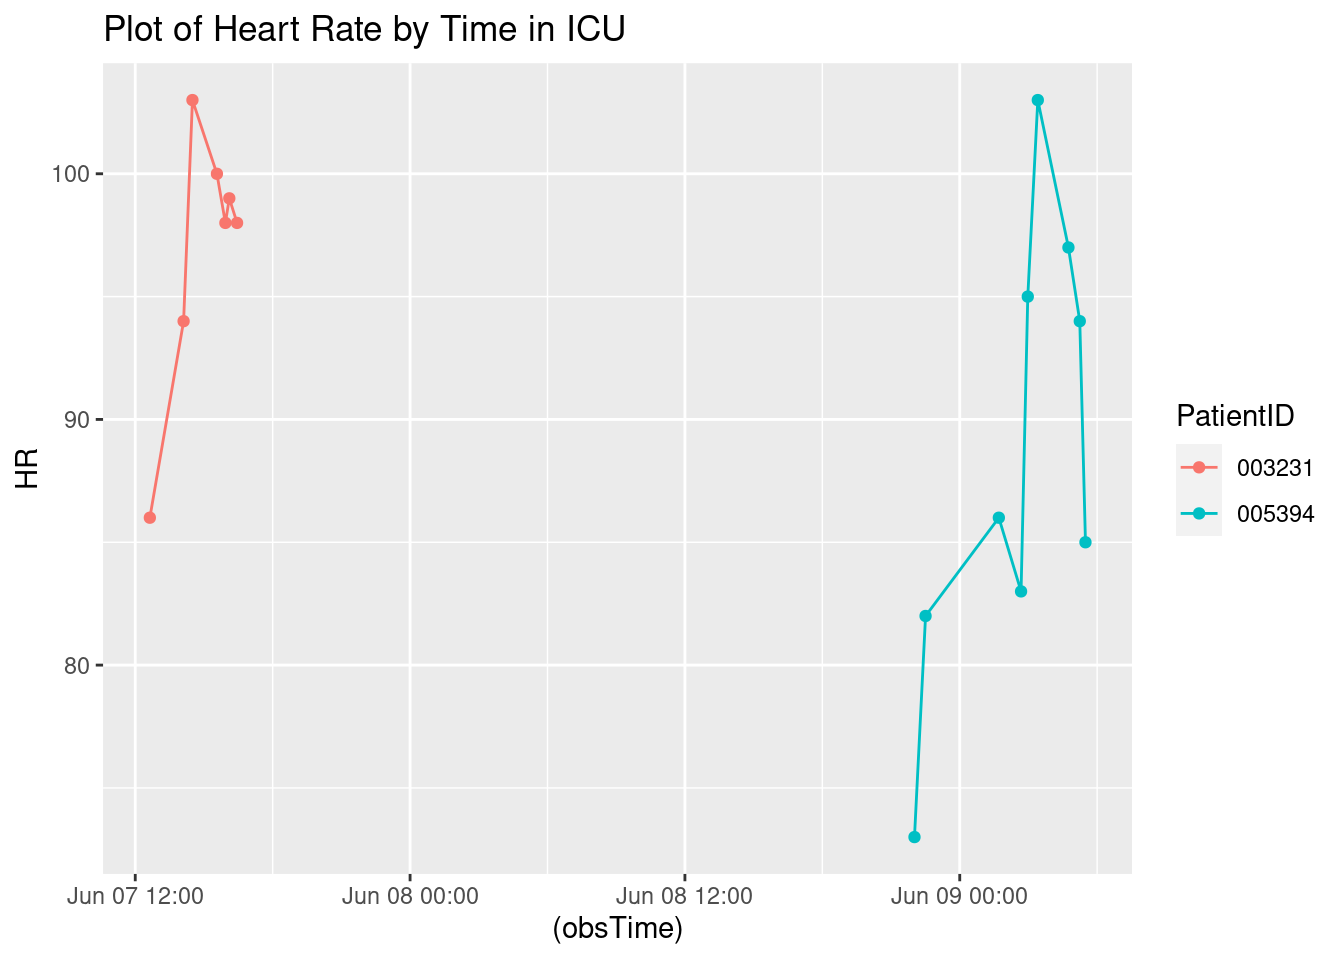 Plot of Heart Rate by Time in ICU
100
90
80
HR
Jun 07 12:00
Jun 08 00:00
Jun 08 12:00
Jun 09 00:00
(obsTime)
PatientID
003231
005394